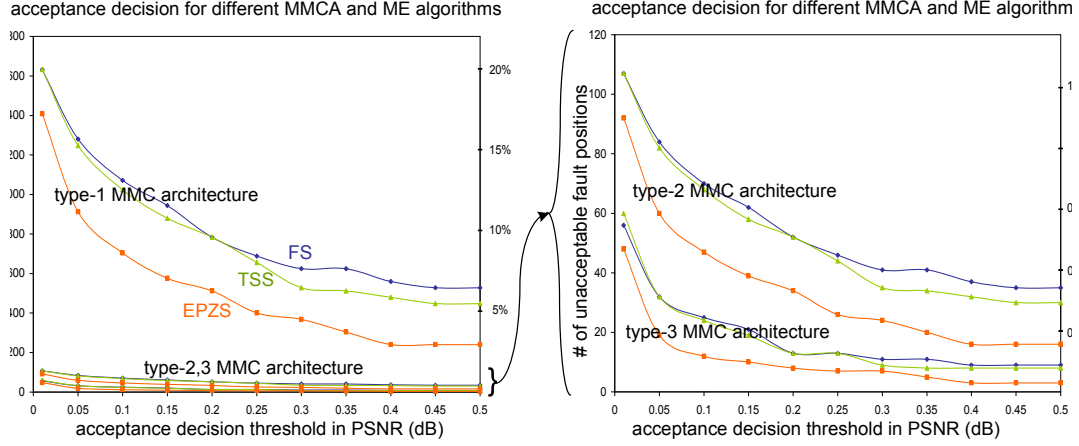 acceptance decision for different MMCA and ME algorithms
800
600
400
200
000
800
600
400
200
0
20%
15%
10%
5%
type-1 MMC architecture
FS
TSS
EPZS
type-2,3 MMC architecture
}
0 0.05 0.1 0.15 0.2 0.25 0.3 0.35 0.4 0.45 0.5
acceptance decision threshold in PSNR (dB)
acceptance decision for different MMCA and ME algorithm
# of unacceptable fault positions
120
100
80
60
40
20
0
1
0
0
0
type-2 MMC architecture
type-3 MMC architecture
0 0.05 0.1 0.15 0.2 0.25 0.3 0.35 0.4 0.45 0.5
acceptance decision threshold in PSNR (dB)